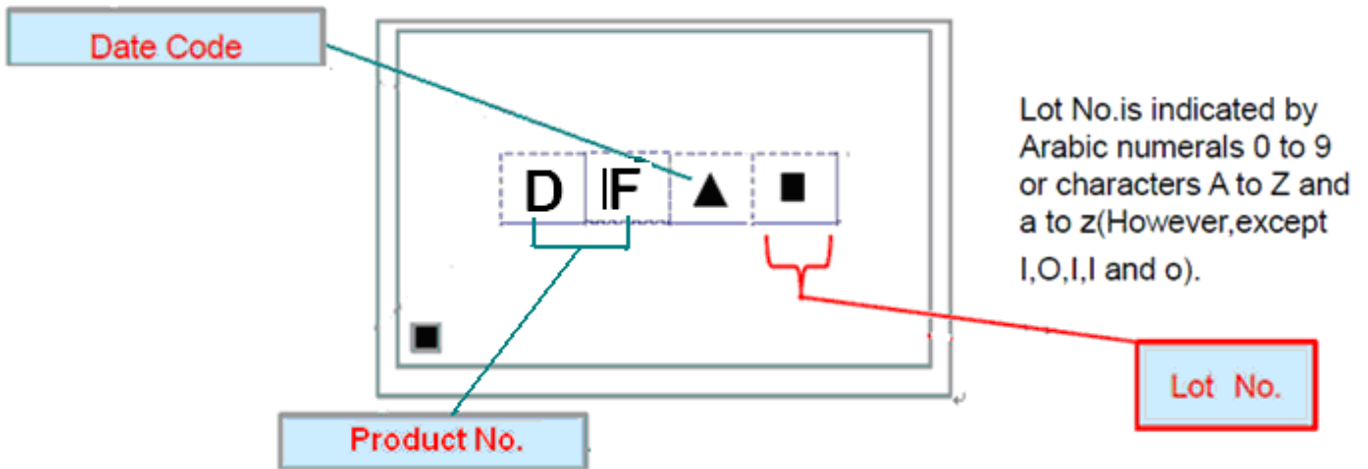 Date Code
D F ▲ ■
Lot No.is indicated by
Arabic numerals 0 to 9
or characters A to Z and
a to z(However,except
I,O,I,I and o).
Lot No.
Product No.